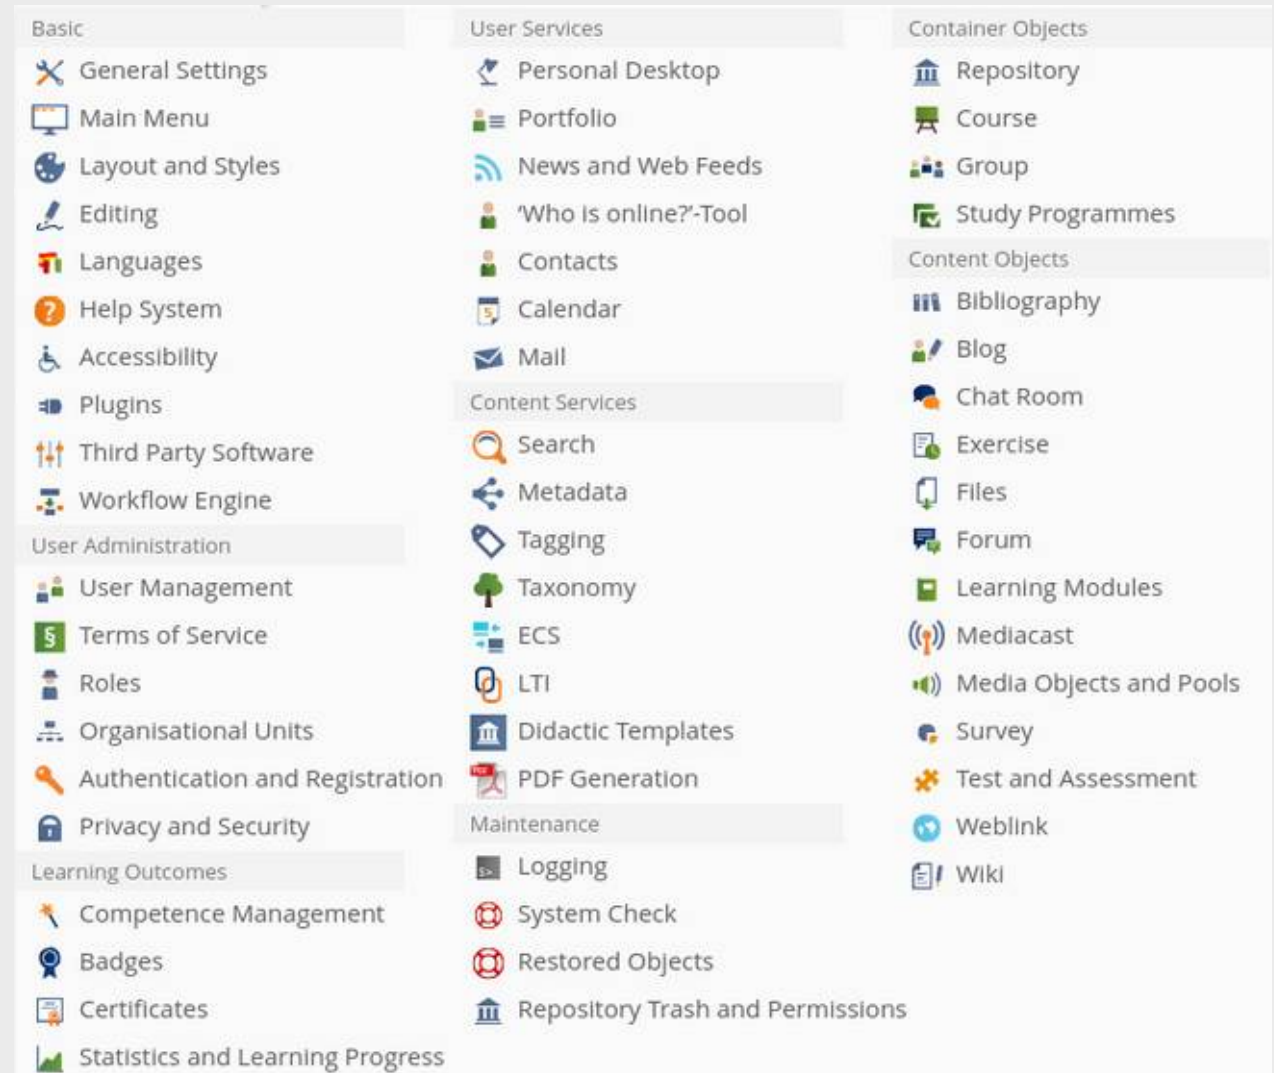 Basic
General Settings
Main Menu
Layout and Styles
Editing
Languages
Help System
Accessibility
Plugins
Third Party Software
Workflow Engine
User Administration
User Management
Terms of Service
Roles
Organisational Units
Authentication and Registration
Privacy and Security
Learning Outcomes
Competence Management
Badges
Certificates
Statistics and Learning Progress
User Services
Personal Desktop
Portfolio
News and Web Feeds
'Who is online?'-Tool
Contacts
Calendar
Mail
Content Services
Search
Metadata
Tagging
Taxonomy
ECS
LTI
Didactic Templates
PDF Generation
Maintenance
Logging
System Check
Restored Objects
Repository Trash and Permissions
Container Objects
Repository
Course
Group
Study Programmes
Content Objects
Bibliography
Blog
Chat Room
Exercise
Files
Forum
Learning Modules
Mediacast
Media Objects and Pools
Survey
Test and Assessment
Weblink
Wiki